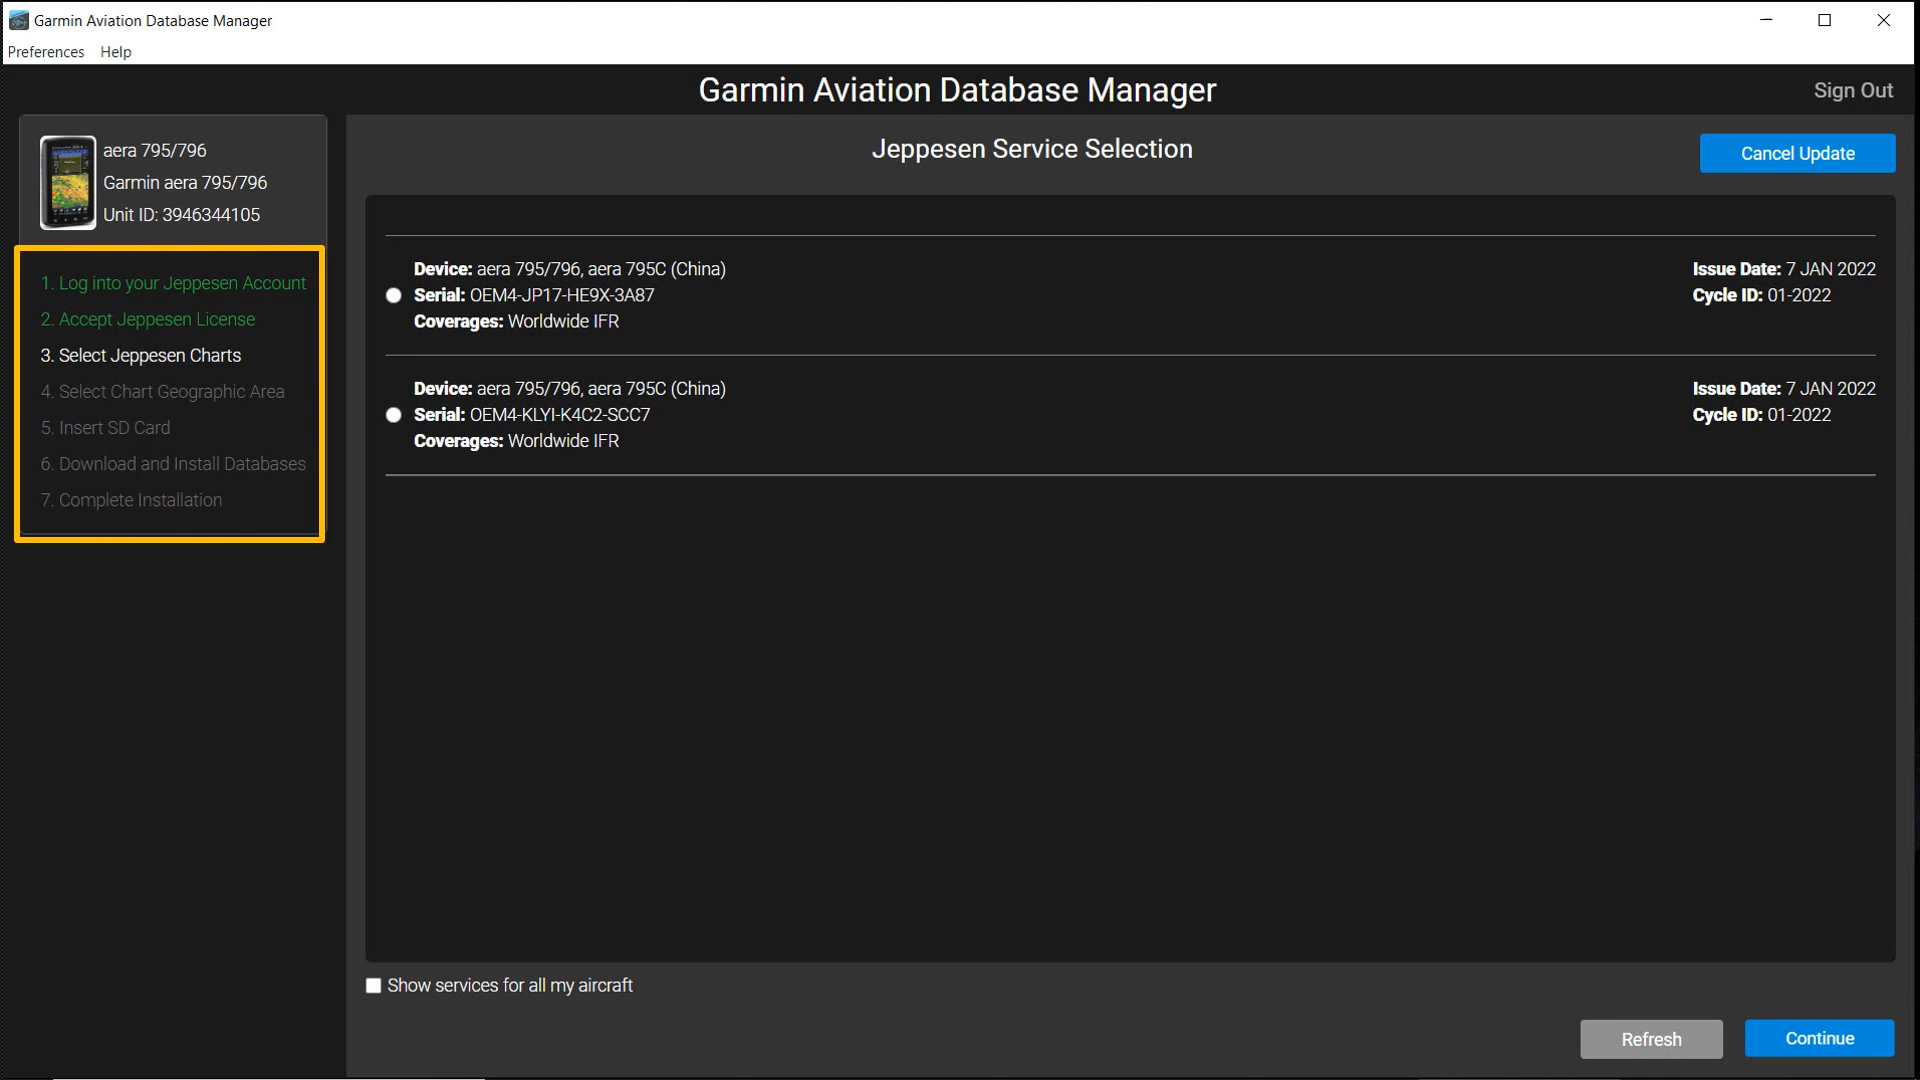 Garmin Aviation Database Manager
Preferences Help
Garmin Aviation Database Manager
Sign Out
aera 795/796
Garmin aera 795/796
Unit ID: 3946344105
1. Log into your Jeppesen Account
2. Accept Jeppesen License
3. Select Jeppesen Charts
4. Select Chart Geographic Area
5. Insert SD Card
6. Download and Install Databases
7. Complete Installation
Jeppesen Service Selection
Cancel Update
Device: aera 795/796, aera 795C (China)
Serial: OEM4-JP17-HE9X-3A87
Coverages: Worldwide IFR
Issue Date: 7 JAN 2022
Cycle ID: 01-2022
Device: aera 795/796, aera 795C (China)
Serial: OEM4-KLYI-K4C2-SCC7
Coverages: Worldwide IFR
Issue Date: 7 JAN 2022
Cycle ID: 01-2022
Show services for all my aircraft
Refresh
Continue